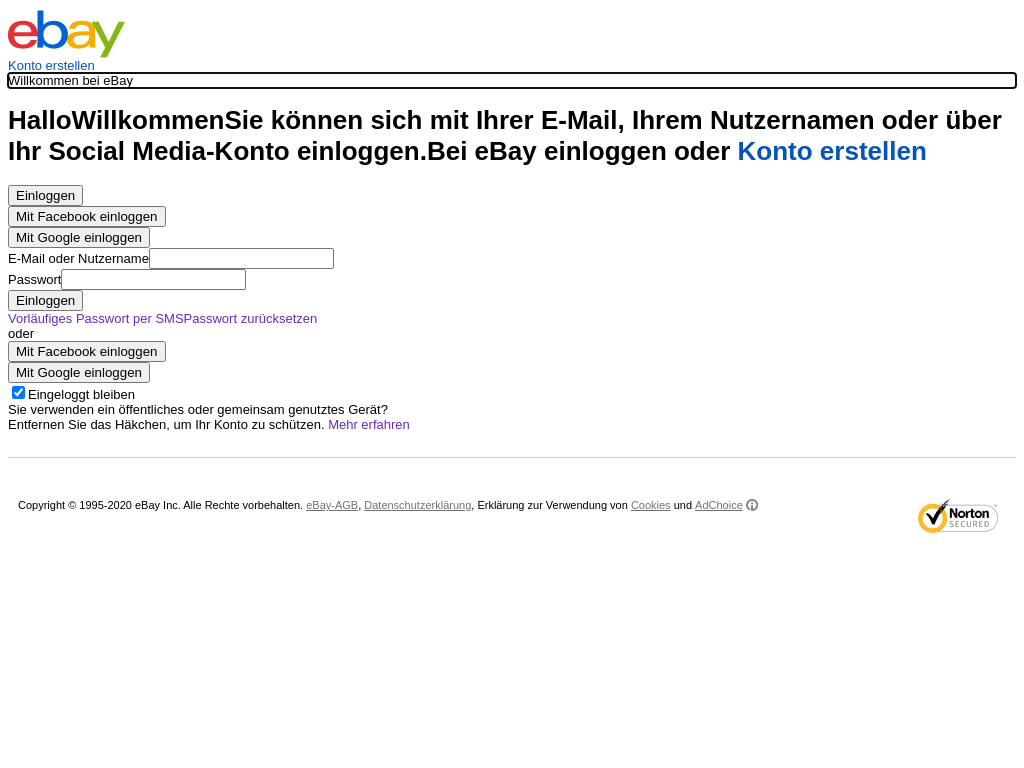 ebay
Konto erstellen
Willkommen bei eBay
HalloWillkommenSie können sich mit Ihrer E-Mail, Ihrem Nutzernamen oder über
Ihr Social Media-Konto einloggen.Bei eBay einloggen oder Konto erstellen
Einloggen
Mit Facebook einloggen
Mit Google einloggen
E-Mail oder Nutzername
Passwort
Einloggen
Vorläufiges Passwort per SMSPasswort zurücksetzen
oder
Mit Facebook einloggen
Mit Google einloggen
Eingeloggt bleiben
Sie verwenden ein öffentliches oder gemeinsam genutztes Gerät?
Entfernen Sie das Häkchen, um Ihr Konto zu schützen. Mehr erfahren
Copyright © 1995-2020 eBay Inc. Alle Rechte vorbehalten. eBay-AGB, Datenschutzerklärung, Erklärung zur Verwendung von Cookies und AdChoice
Norton
SECURED